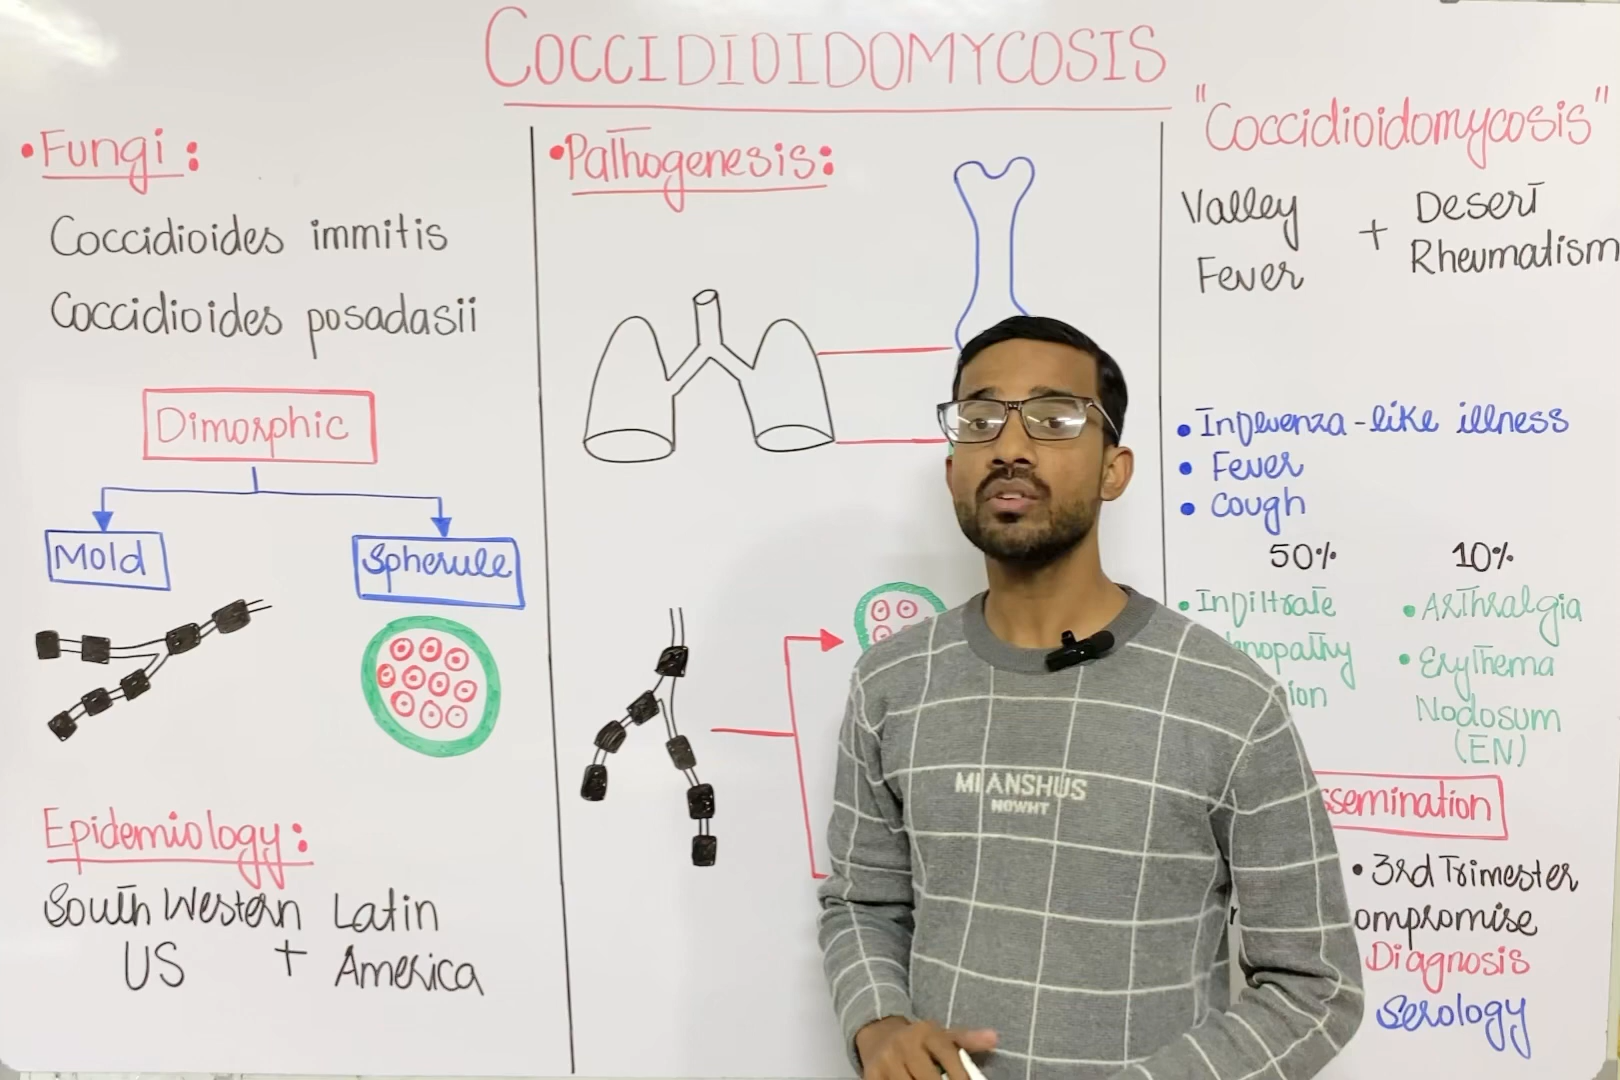 COCCIDIOIDOMYCOSIS
•Fungi:
Coccidioides immitis
Coccidioides posadasii
Dimorphic
Mold
Spherule
Epidemiology:
South Western US + Latin America
•Pathogenesis:
"Coccidioidomycosis"
Valley Fever + Desert Rheumatism
• Influenza-like illness
• Fever
• Cough
50%
• Infiltrate
10%
• Arthralgia
• Erythema
Nodosum
(EN)
• 3rd Trimester
Diagnosis
Serology
MIANSHUS
NOWHT